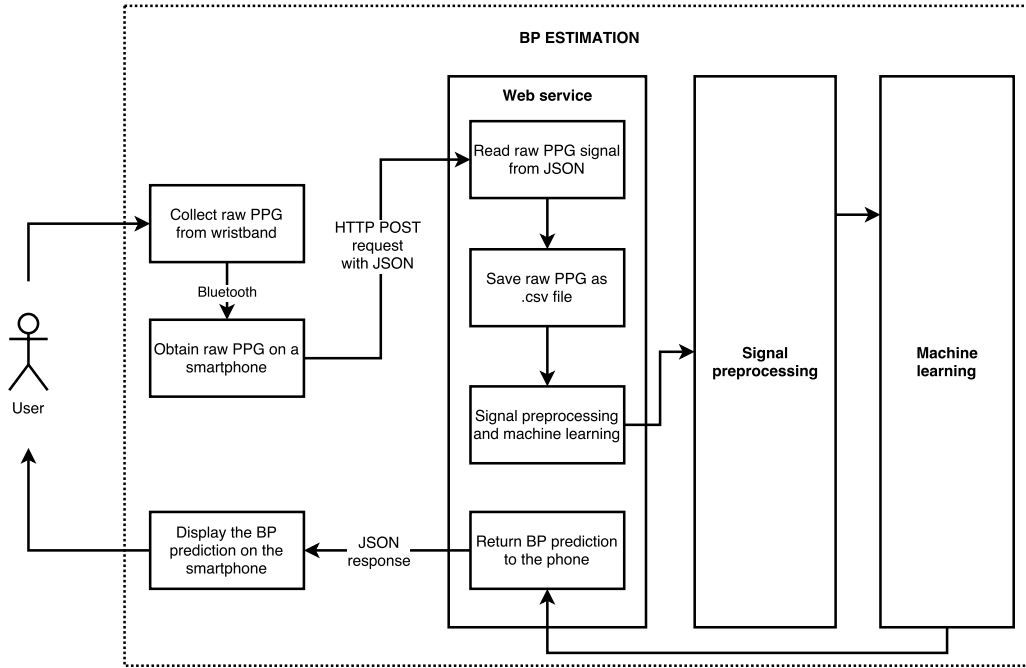 BP ESTIMATION
Web service
Read raw PPG signal
from JSON
Collect raw PPG
from wristband
HTTP POST
request
with JSON
Bluetooth
Save raw PPG as
.csv file
Obtain raw PPG on a
smartphone
Signal
preprocessing
Machine
learning
User
Signal preprocessing
and machine learning
Display the BP
prediction on the
smartphone
JSON
response
Return BP prediction
to the phone